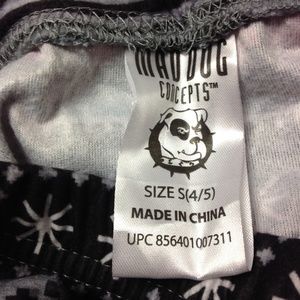 MAD DOG
CONCEPTS™
SIZE S(4/5)
MADE IN CHINA
UPC 856401007311